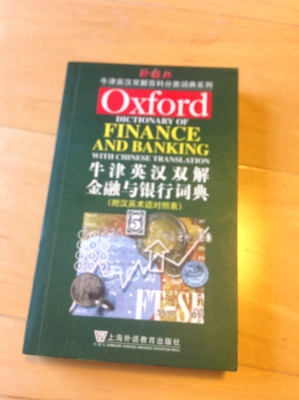 外教社
牛津英汉双解百科分类词典系列
Oxford
DICTIONARY OF
FINANCE
AND BANKING
WITH CHINESE TRANSLATION
牛津英汉双解
金融与银行词典
(附汉英术语对照表)
5
FT-SE
上海外语教育出版社